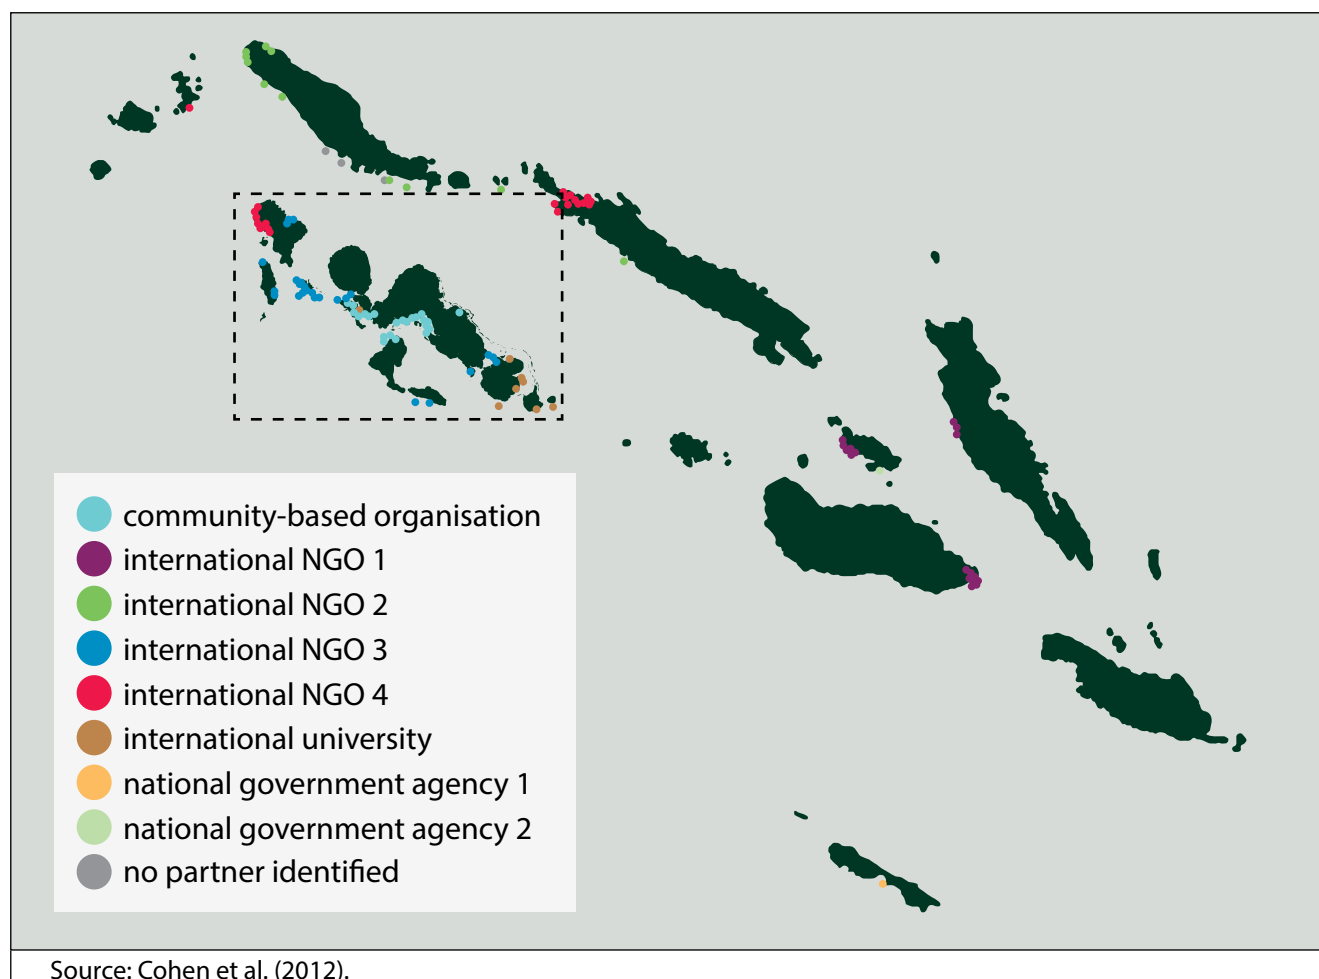 community-based organisation
international NGO 1
international NGO 2
international NGO 3
international NGO 4
international university
national government agency 1
national government agency 2
no partner identified
Source: Cohen et al. (2012).